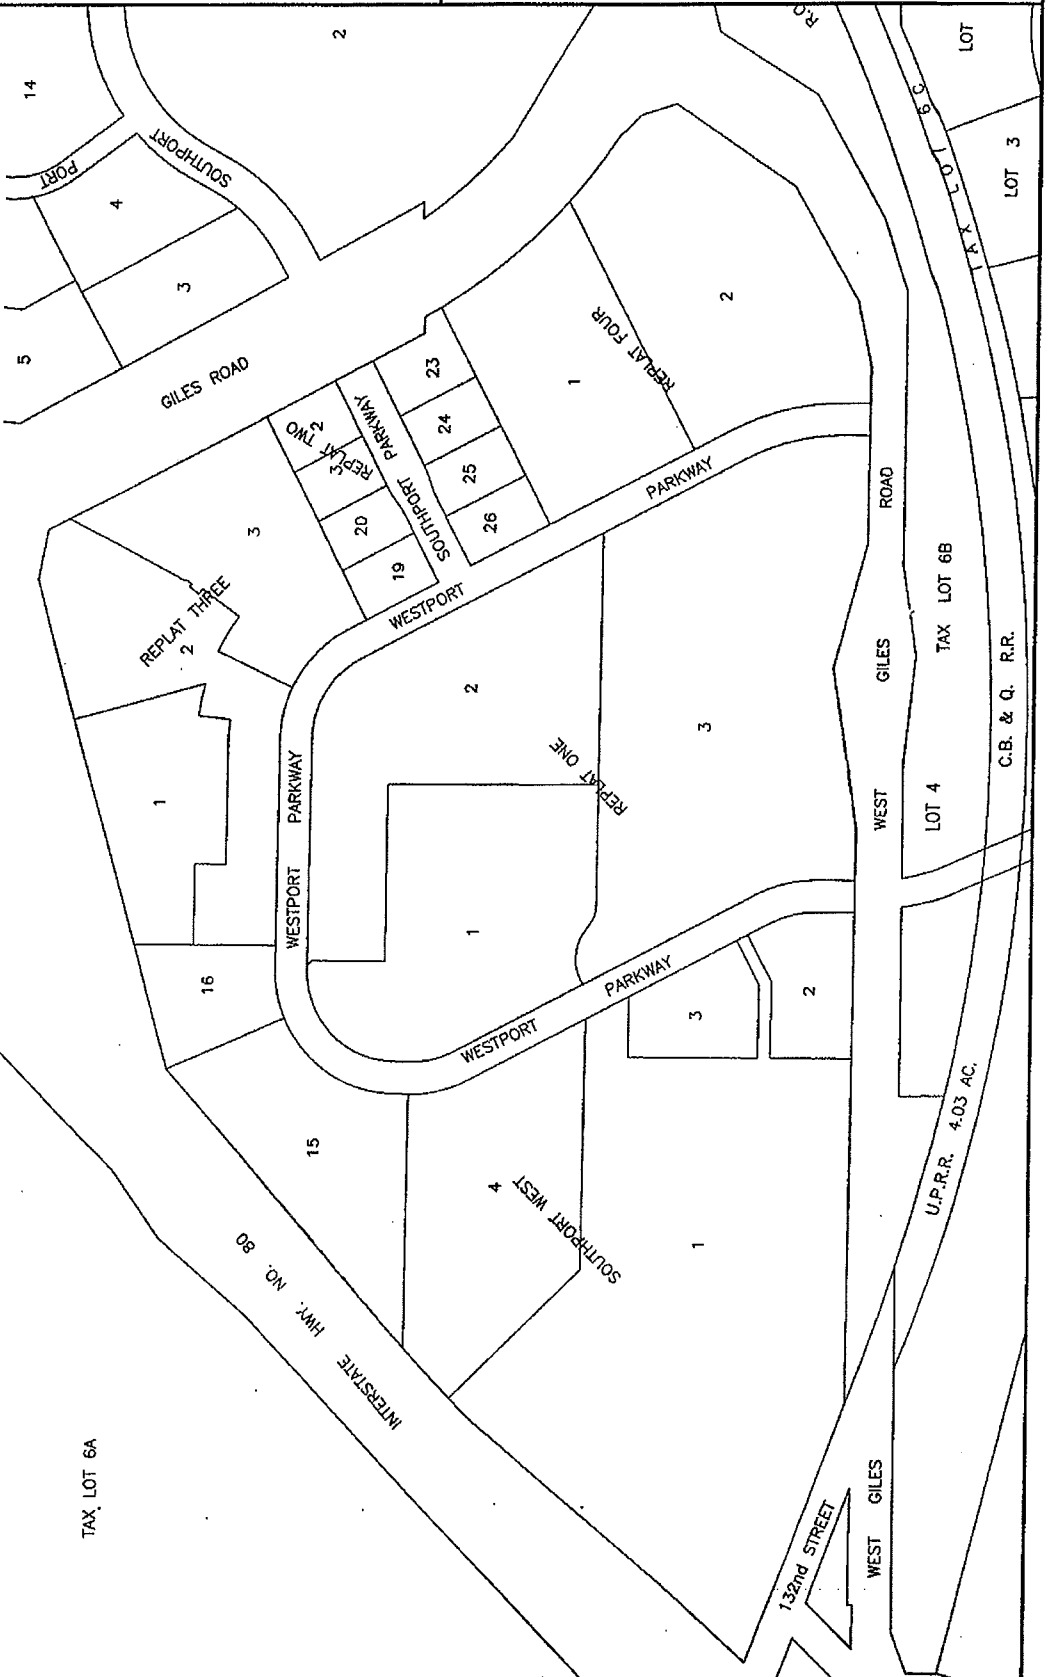 TAX LOT 6A
INTERSTATE HWY. NO. 80
15
16
1
2
REPLAT THREE
3
WESTPORT PARKWAY
WESTPORT
19
20
3
2
REPLAT TWO
SOUTHPORT PARKWAY
23
24
25
26
GILES ROAD
5
3
4
PORT
SOUTHPORT
14
2
1
REPLAT FOUR
2
PARKWAY
2
REPLAT ONE
3
1
WESTPORT PARKWAY
3
2
4
SOUTHPORT WEST
1
132nd STREET
WEST GILES
WEST GILES ROAD
LOT 4
TAX LOT 6B
C.B. & Q. R.R.
U.P.R.R. 4.03 AC.
TAX LOT 6C
LOT 3
LOT
R.O